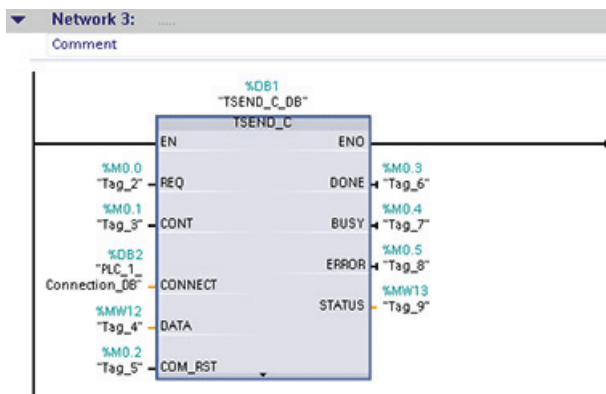 Network 3: .....
Comment
%DB1
"TSEND_C_DB"
TSEND_C
EN ENO
%M0.0 %M0.3
"Tag_2" REQ DONE "Tag_6"
%M0.1 %M0.4
"Tag_3" CONT BUSY "Tag_7"
%DB2 %M0.5
"PLC_1_ ERROR "Tag_8"
Connection_DB" CONNECT
%MW13
%MW12 STATUS "Tag_9"
"Tag_4" DATA
%M0.2
"Tag_5" COM_RST